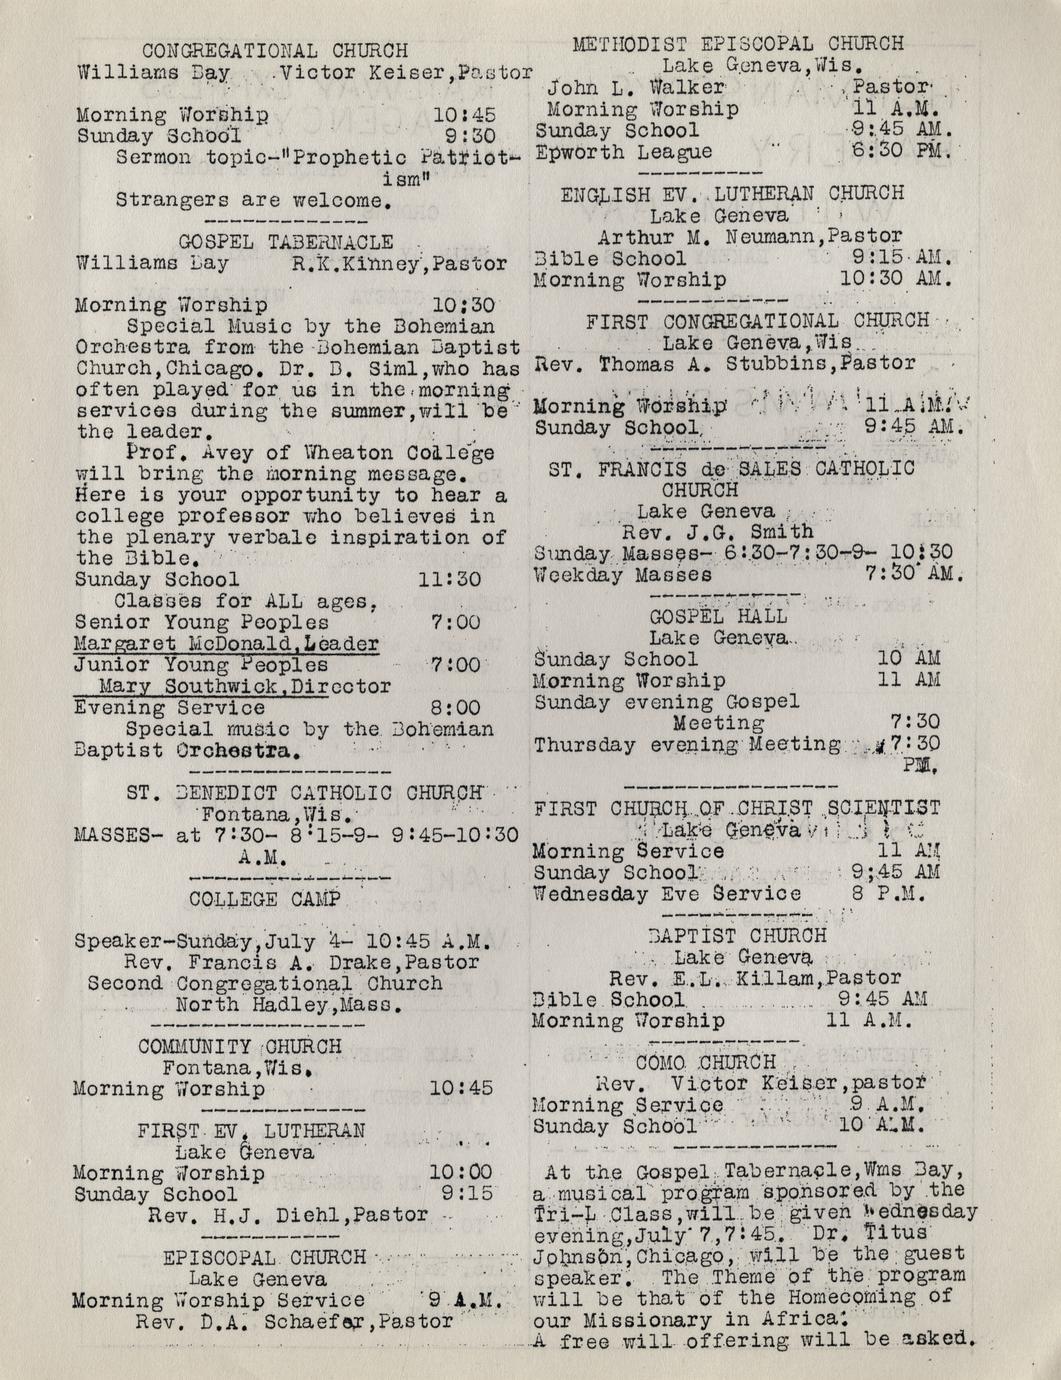 CONGREGATIONAL CHURCH
Williams Bay Victor Keiser,Pastor
Morning Worship 10:45
Sunday School 9:30
Sermon topic-"Prophetic Patriot-
ism"
Strangers are welcome.
-------------
GOSPEL TABERNACLE
Williams Bay R.K.Kinney,Pastor
Morning Worship 10:30
Special Music by the Bohemian
Orchestra from the Bohemian Baptist
Church,Chicago. Dr. B. Siml,who has
often played for us in the morning
services during the summer,will be
the leader.
Prof. Avey of Wheaton College
will bring the morning message.
Here is your opportunity to hear a
college professor who believes in
the plenary verbale inspiration of
the Bible.
Sunday School 11:30
Classes for ALL ages.
Senior Young Peoples 7:00
Margaret McDonald,Leader
Junior Young Peoples 7:00
Mary Southwick,Director
Evening Service 8:00
Special music by the Bohemian
Baptist Orchestra.
----------------
ST. BENEDICT CATHOLIC CHURCH
Fontana,Wis.
MASSES- at 7:30- 8:15-9- 9:45-10:30
A.M.
----------------
COLLEGE CAMP
Speaker-Sunday,July 4- 10:45 A.M.
Rev. Francis A. Drake,Pastor
Second Congregational Church
North Hadley,Mass.
-----------------
COMMUNITY CHURCH
Fontana,Wis.
Morning Worship 10:45
-------------
FIRST EV. LUTHERAN
Lake Geneva
Morning Worship 10:00
Sunday School 9:15
Rev. H.J. Diehl,Pastor
-----------
EPISCOPAL CHURCH
Lake Geneva
Morning Worship Service 9 A.M.
Rev. D.A. Schaefer,Pastor
METHODIST EPISCOPAL CHURCH
Lake Geneva,Wis.
John L. Walker Pastor
Morning Worship 11 A.M.
Sunday School 9:45 AM.
Epworth League 6:30 PM.
----------
ENGLISH EV. LUTHERAN CHURCH
Lake Geneva
Arthur M. Neumann,Pastor
Bible School 9:15 AM.
Morning Worship 10:30 AM.
------------
FIRST CONGREGATIONAL CHURCH
Lake Geneva,Wis
Rev. Thomas A. Stubbins,Pastor
Morning Worship 11 A.M.
Sunday School 9:45 AM.
--------------
ST. FRANCIS de SALES CATHOLIC
CHURCH
Lake Geneva
Rev. J.G. Smith
Sunday Masses- 6:30-7:30-9- 10:30
Weekday Masses 7:30 AM.
------------
GOSPEL HALL
Lake Geneva
Sunday School 10 AM
Morning Worship 11 AM
Sunday evening Gospel
Meeting 7:30
Thursday evening Meeting 7:30
PM.
---------------
FIRST CHURCH OF CHRIST SCIENTIST
Lake Geneva
Morning Service 11 AM
Sunday School 9:45 AM
Wednesday Eve Service 8 P.M.
------------
BAPTIST CHURCH
Lake Geneva
Rev. E.L. Killam,Pastor
Bible School 9:45 AM
Morning Worship 11 A.M.
------------
COMO CHURCH
Rev. Victor Keiser,pastor
Morning Service 9 A.M.
Sunday School 10 A.M.
-------------
At the Gospel Tabernacle,Wms Bay,
a musical program sponsored by the
Tri-L Class,will be given Wednesday
evening,July 7,7:45. Dr. Titus
Johnson,Chicago, will be the guest
speaker. The Theme of the program
will be that of the Homecoming of
our Missionary in Africa.
A free will offering will be asked.